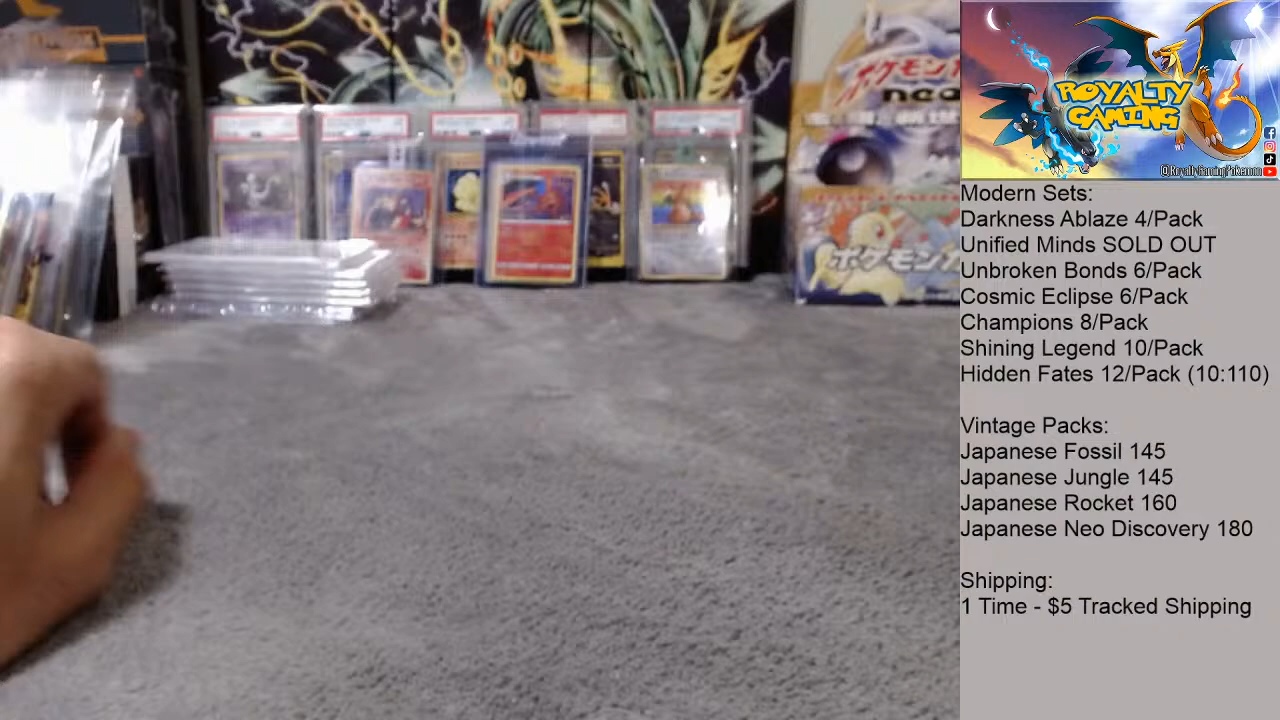 ROYALTY
GAMING
@RoyaltyGamingPokemon
Modern Sets:
Darkness Ablaze 4/Pack
Unified Minds SOLD OUT
Unbroken Bonds 6/Pack
Cosmic Eclipse 6/Pack
Champions 8/Pack
Shining Legend 10/Pack
Hidden Fates 12/Pack (10:110)
Vintage Packs:
Japanese Fossil 145
Japanese Jungle 145
Japanese Rocket 160
Japanese Neo Discovery 180
Shipping:
1 Time - $5 Tracked Shipping
ポケモン
neo
ポケモン